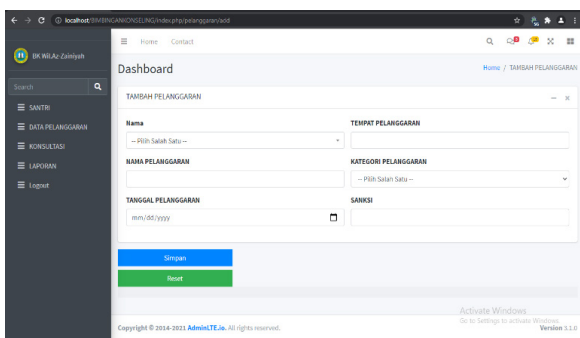 localhost/BIMBINGANKONSELING/index.php/pelanggaran/add
BK Wil.Az-Zainiyah
Home Contact
Dashboard
Home / TAMBAH PELANGGARAN
Search
SANTRI
DATA PELANGGARAN
KONSULTASI
LAPORAN
Logout
TAMBAH PELANGGARAN
Nama
TEMPAT PELANGGARAN
-- Pilih Salah Satu --
NAMA PELANGGARAN
KATEGORI PELANGGARAN
-- Pilih Salah Satu --
TANGGAL PELANGGARAN
SANKSI
mm/dd/yyyy
Simpan
Reset
Activate Windows
Go to Settings to activate Windows.
Copyright © 2014-2021 AdminLTE.io. All rights reserved.
Version 3.1.0